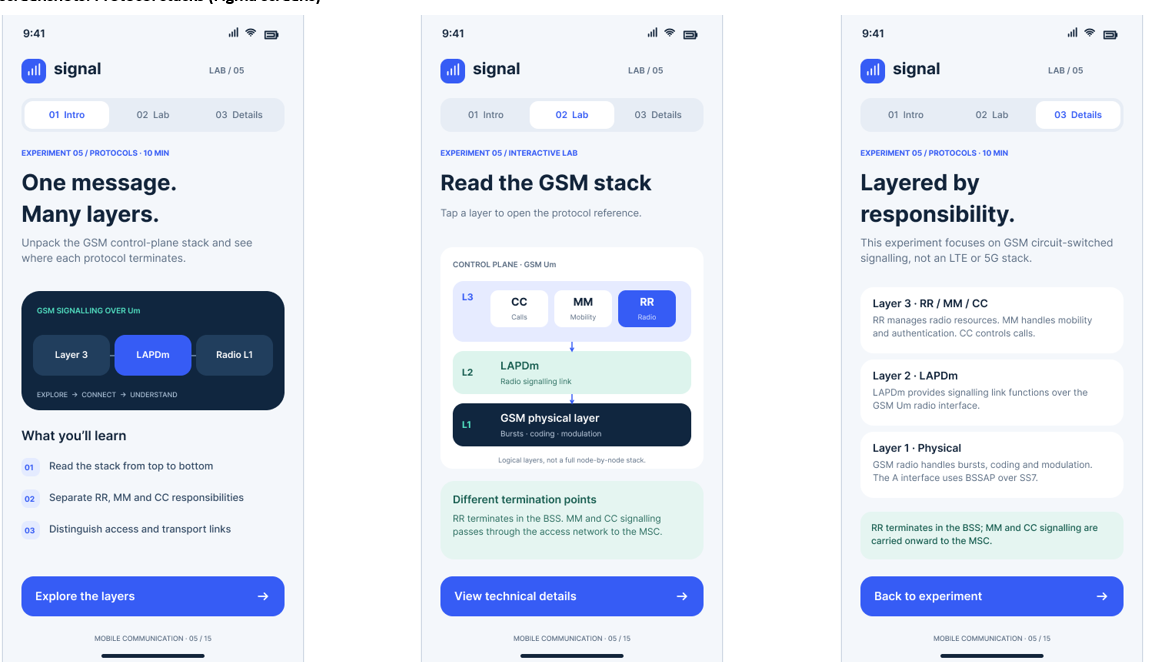 9:41
signal
LAB / 05
01 Intro
02 Lab
03 Details
EXPERIMENT 05 / PROTOCOLS · 10 MIN
One message.
Many layers.
Unpack the GSM control-plane stack and see
where each protocol terminates.
GSM SIGNALLING OVER Um
Layer 3
LAPDm
Radio L1
EXPLORE → CONNECT → UNDERSTAND
What you'll learn
01 Read the stack from top to bottom
02 Separate RR, MM and CC responsibilities
03 Distinguish access and transport links
Explore the layers →
MOBILE COMMUNICATION · 05 / 15
9:41
signal
LAB / 05
01 Intro
02 Lab
03 Details
EXPERIMENT 05 / INTERACTIVE LAB
Read the GSM stack
Tap a layer to open the protocol reference.
CONTROL PLANE · GSM Um
L3
CC
Calls
MM
Mobility
RR
Radio
L2
LAPDm
Radio signalling link
L1
GSM physical layer
Bursts · coding · modulation
Logical layers, not a full node-by-node stack.
Different termination points
RR terminates in the BSS. MM and CC signalling
passes through the access network to the MSC.
View technical details →
MOBILE COMMUNICATION · 05 / 15
9:41
signal
LAB / 05
01 Intro
02 Lab
03 Details
EXPERIMENT 05 / PROTOCOLS · 10 MIN
Layered by
responsibility.
This experiment focuses on GSM circuit-switched
signalling, not an LTE or 5G stack.
Layer 3 · RR / MM / CC
RR manages radio resources. MM handles mobility
and authentication. CC controls calls.
Layer 2 · LAPDm
LAPDm provides signalling link functions over the
GSM Um radio interface.
Layer 1 · Physical
GSM radio handles bursts, coding and modulation.
The A interface uses BSSAP over SS7.
RR terminates in the BSS; MM and CC signalling are
carried onward to the MSC.
Back to experiment →
MOBILE COMMUNICATION · 05 / 15